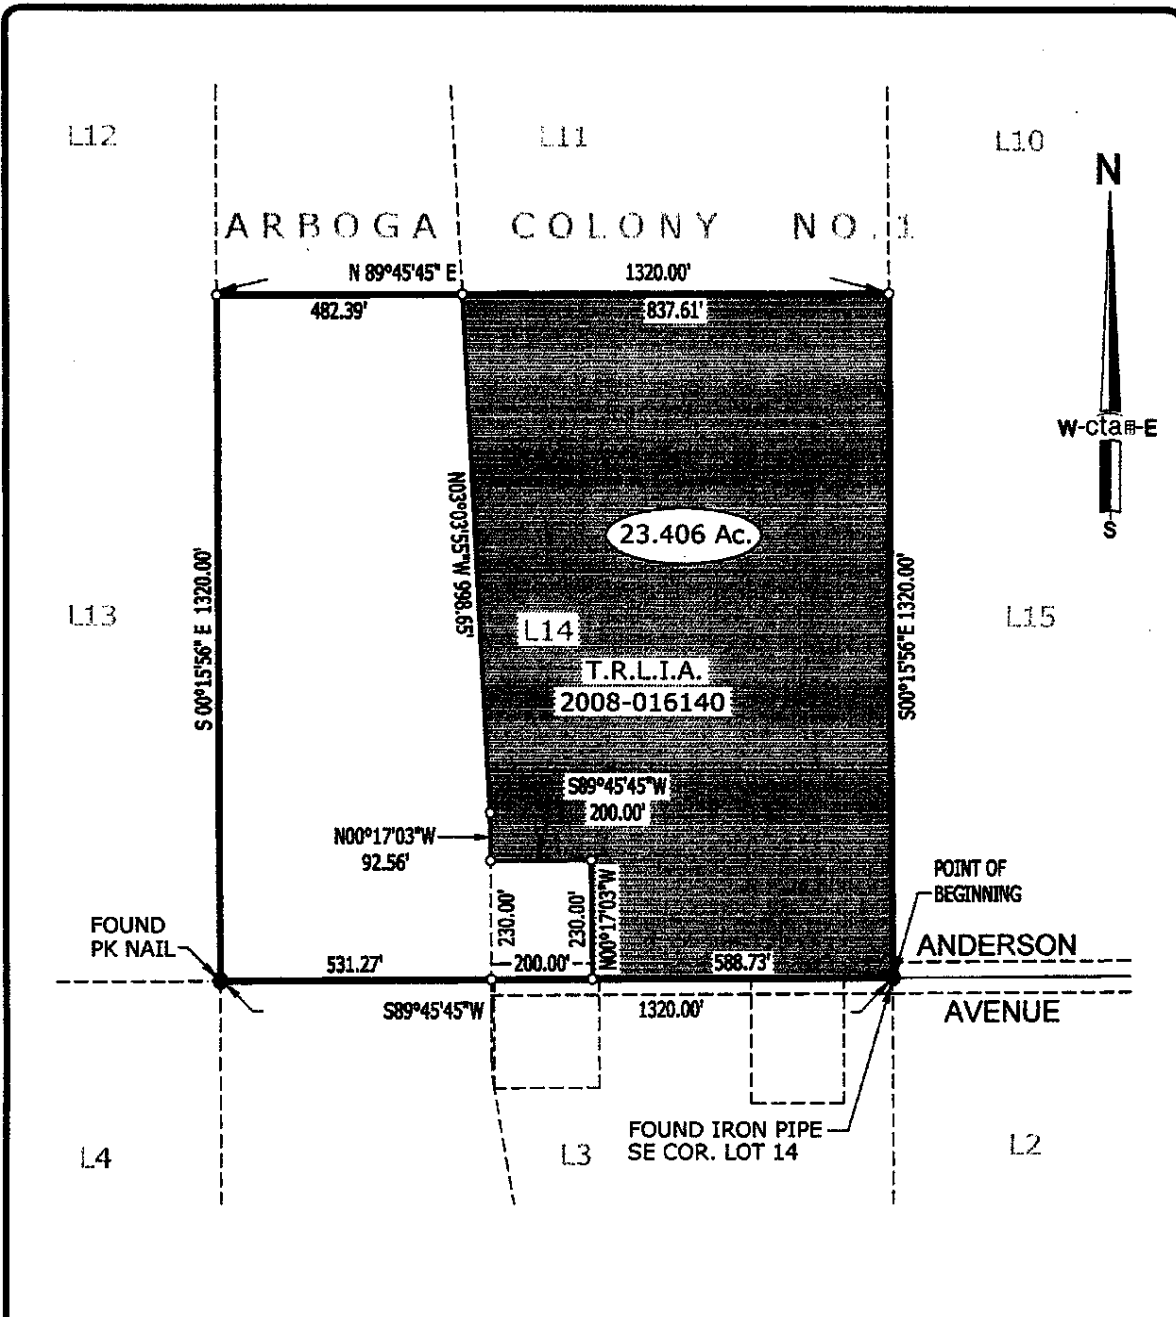 L12
L11
L10
N
ARBOGA COLONY NO. 1
N 89°45'45" E
1320.00'
482.39'
837.61'
W-cta-E
S
N03°03'55"W 998.65'
23.406 Ac.
S 00°15'56" E 1320.00'
S00°15'56"E 1320.00'
L13
L14
L15
T.R.L.I.A.
2008-016140
S89°45'45"W
200.00'
N00°17'03"W
92.56'
POINT OF
BEGINNING
230.00'
230.00'
N00°17'03"W
FOUND
PK NAIL
531.27'
200.00'
588.73'
ANDERSON
S89°45'45"W
1320.00'
AVENUE
FOUND IRON PIPE
SE COR. LOT 14
L4
L3
L2